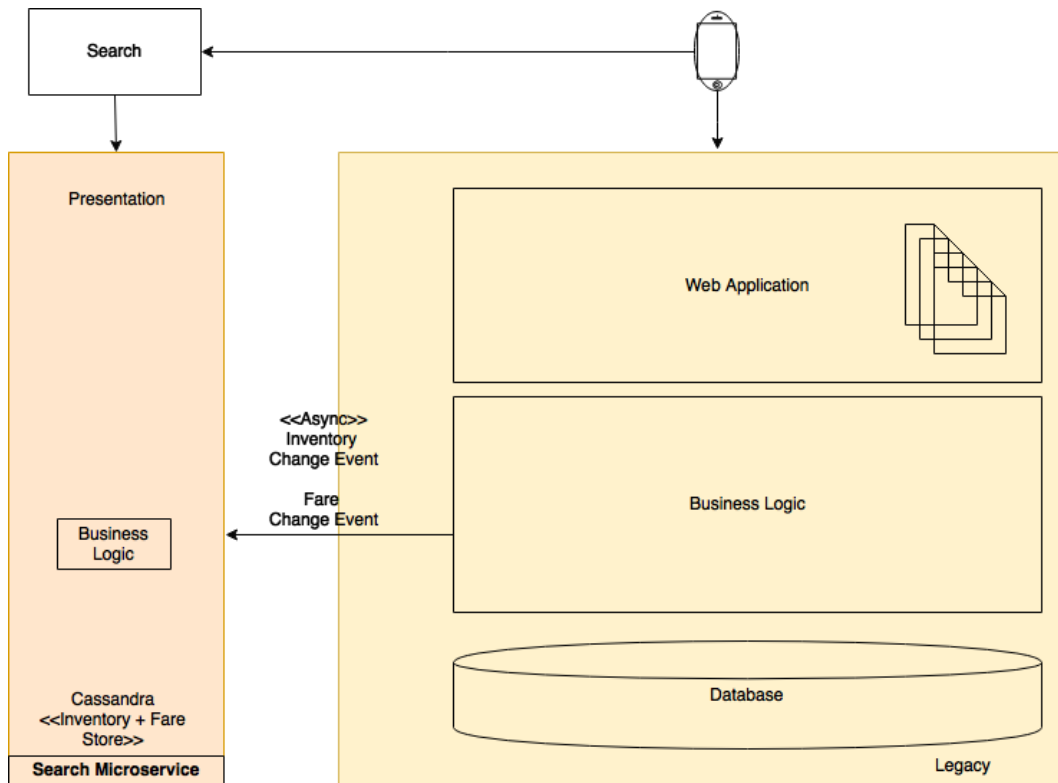 Search
Presentation
Web Application
<<Async>>
Inventory
Change Event
Fare
Change Event
Business Logic
Business
Logic
Database
Cassandra
<<Inventory + Fare
Store>>
Search Microservice
Legacy